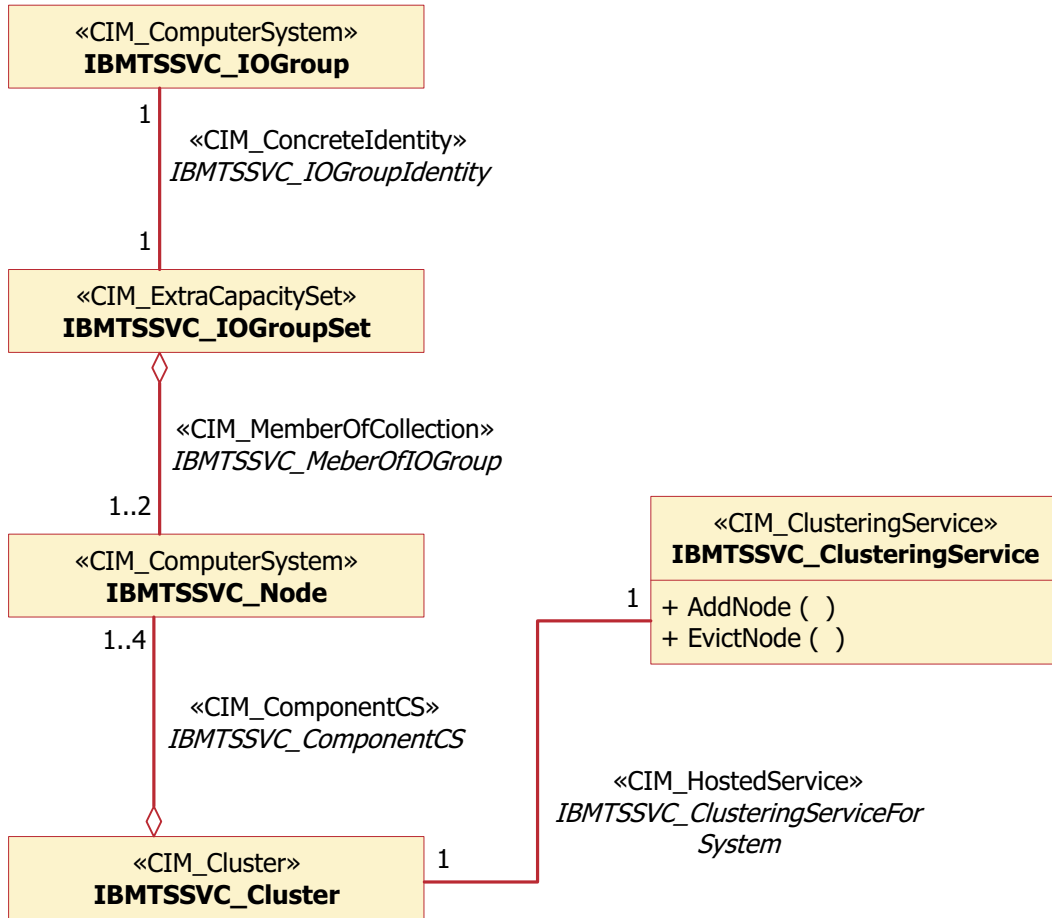 «CIM_ComputerSystem»
IBMTSSVC_IOGroup
1
«CIM_ConcreteIdentity»
IBMTSSVC_IOGroupIdentity
1
«CIM_ExtraCapacitySet»
IBMTSSVC_IOGroupSet
«CIM_MemberOfCollection»
IBMTSSVC_MeberOfIOGroup
1..2
«CIM_ComputerSystem»
IBMTSSVC_Node
1..4
«CIM_ComponentCS»
IBMTSSVC_ComponentCS
«CIM_Cluster»
IBMTSSVC_Cluster
1
«CIM_HostedService»
IBMTSSVC_ClusteringServiceFor
System
1
«CIM_ClusteringService»
IBMTSSVC_ClusteringService
+ AddNode ( )
+ EvictNode ( )